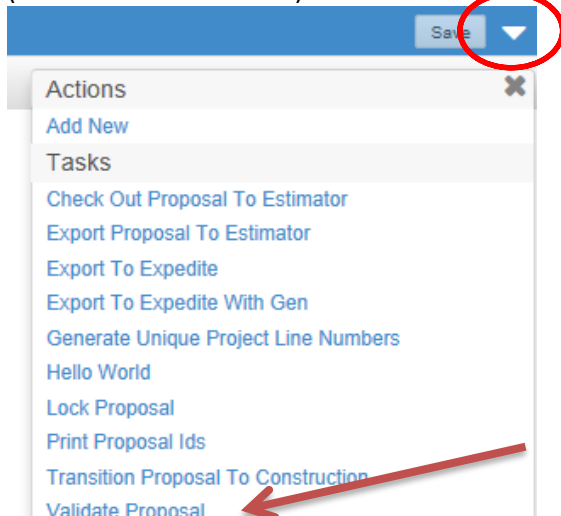 Save
Actions
Add New
Tasks
Check Out Proposal To Estimator
Export Proposal To Estimator
Export To Expedite
Export To Expedite With Gen
Generate Unique Project Line Numbers
Hello World
Lock Proposal
Print Proposal Ids
Transition Proposal To Construction
Validate Proposal